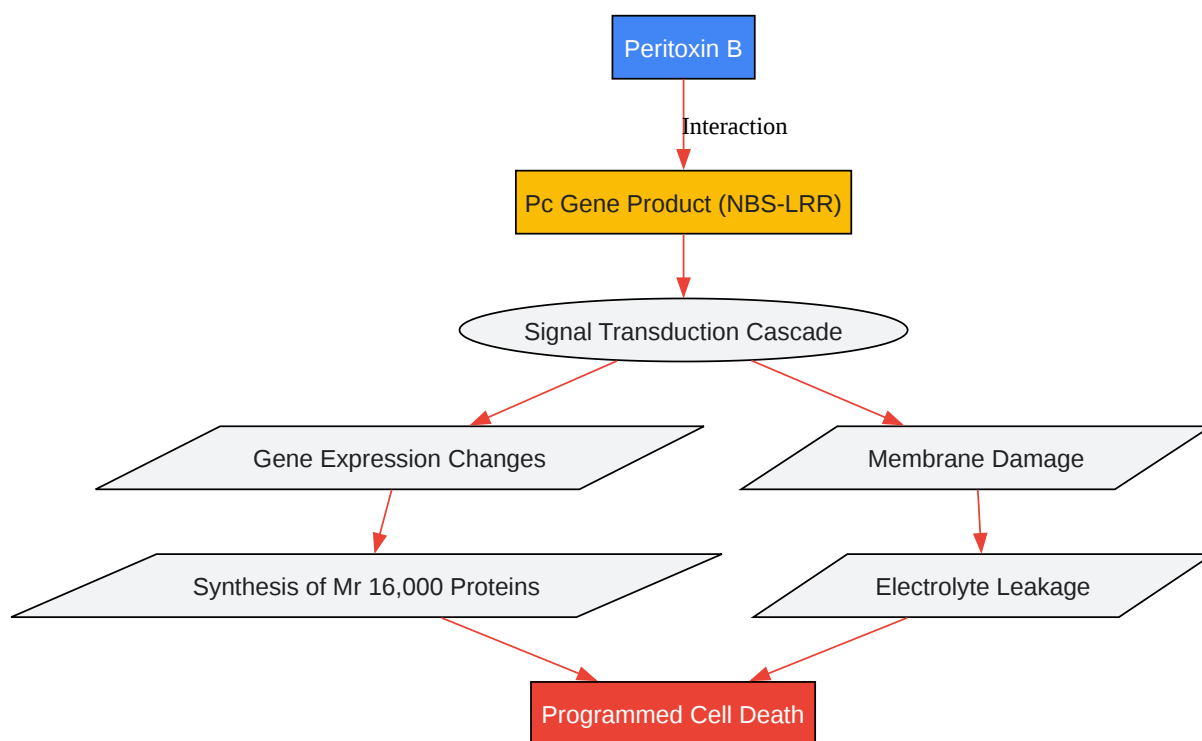 Peritoxin B
Interaction
Pc Gene Product (NBS-LRR)
Signal Transduction Cascade
Gene Expression Changes
Membrane Damage
Synthesis of Mr 16,000 Proteins
Electrolyte Leakage
Programmed Cell Death